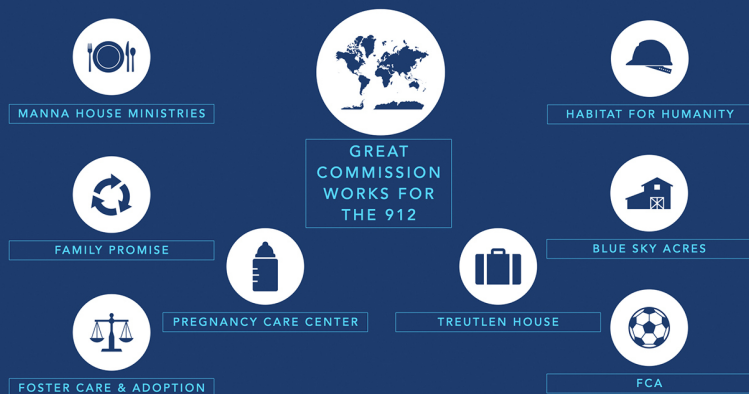 MANNA HOUSE MINISTRIES
GREAT
COMMISSION
WORKS FOR
THE 912
HABITAT FOR HUMANITY
FAMILY PROMISE
BLUE SKY ACRES
PREGNANCY CARE CENTER
TREUTLEN HOUSE
FOSTER CARE & ADOPTION
FCA